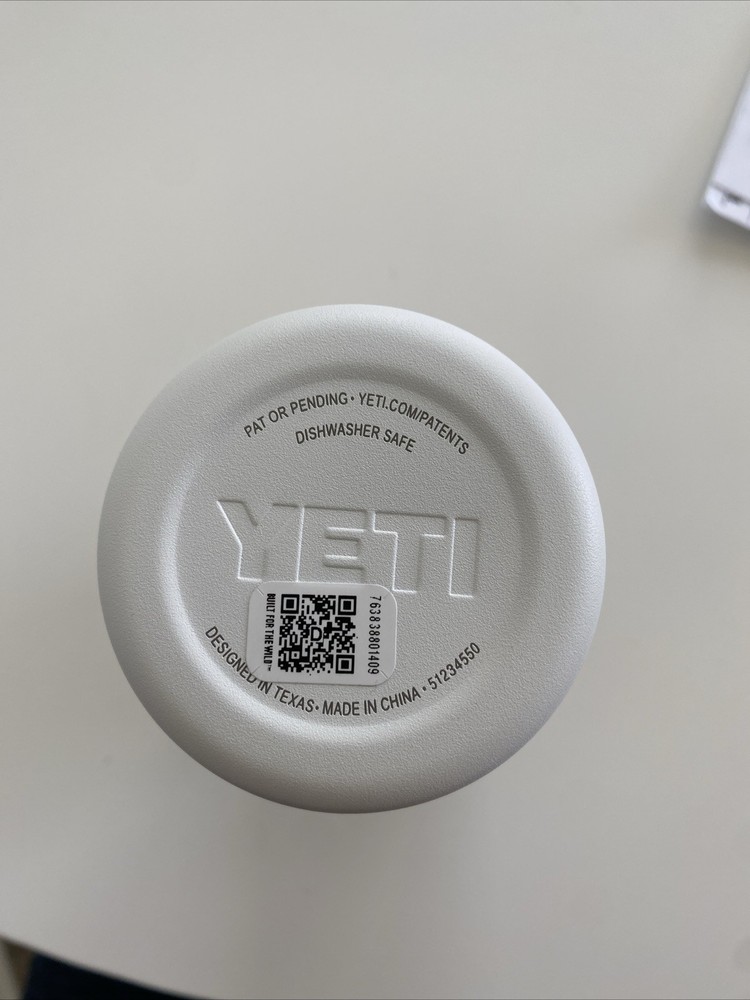 PAT OR PENDING • YETI.COM/PATENTS
DISHWASHER SAFE
YETI
BUILT FOR THE WILD™
D
763838801409
DESIGNED IN TEXAS • MADE IN CHINA • 51234550